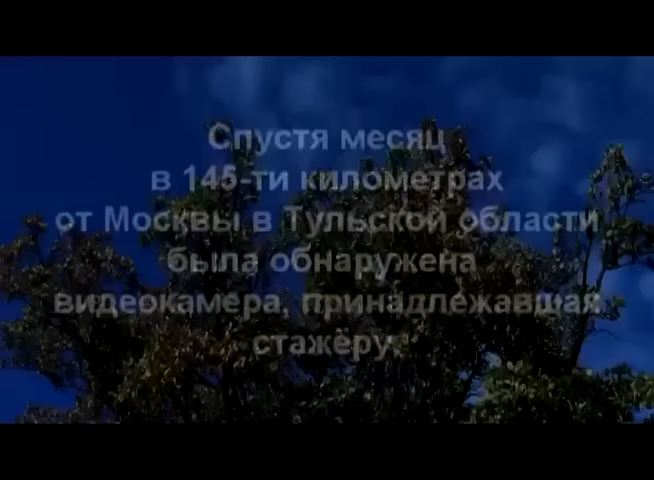 Спустя месяц
в 145-ти километрах
от Москвы в Тульской области
была обнаружена
видеокамера, принадлежавшая
стажёру.